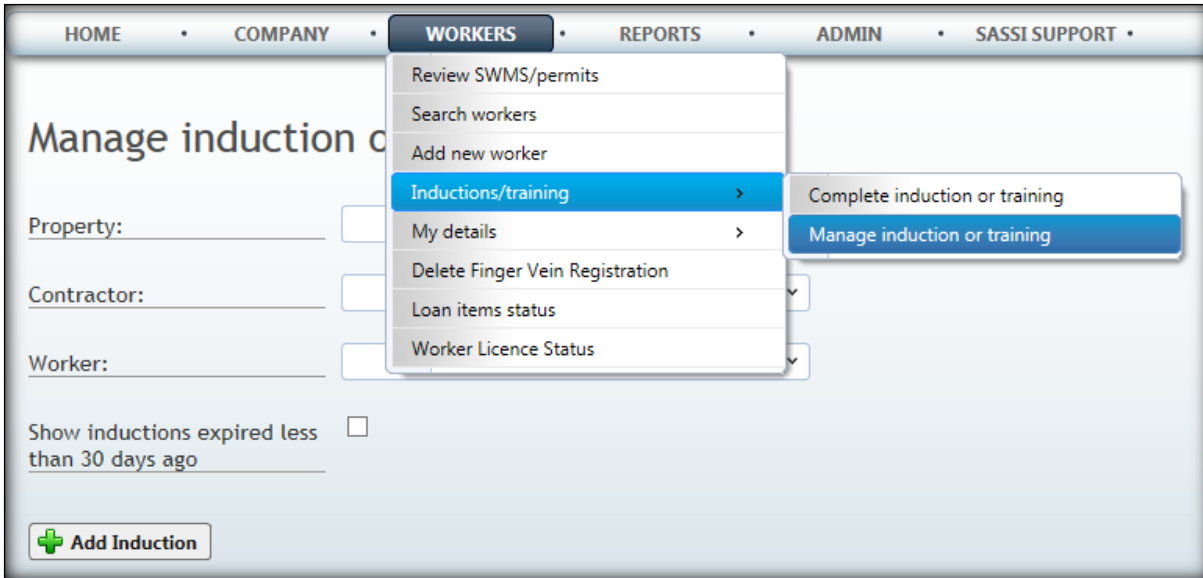 HOME • COMPANY • WORKERS • REPORTS • ADMIN • SASSI SUPPORT •
Review SWMS/permits
Search workers
Manage induction o
Add new worker
Inductions/training >
Complete induction or training
Property:
My details >
Manage induction or training
Delete Finger Vein Registration
Contractor:
Loan items status
Worker:
Worker Licence Status
Show inductions expired less
than 30 days ago
Add Induction